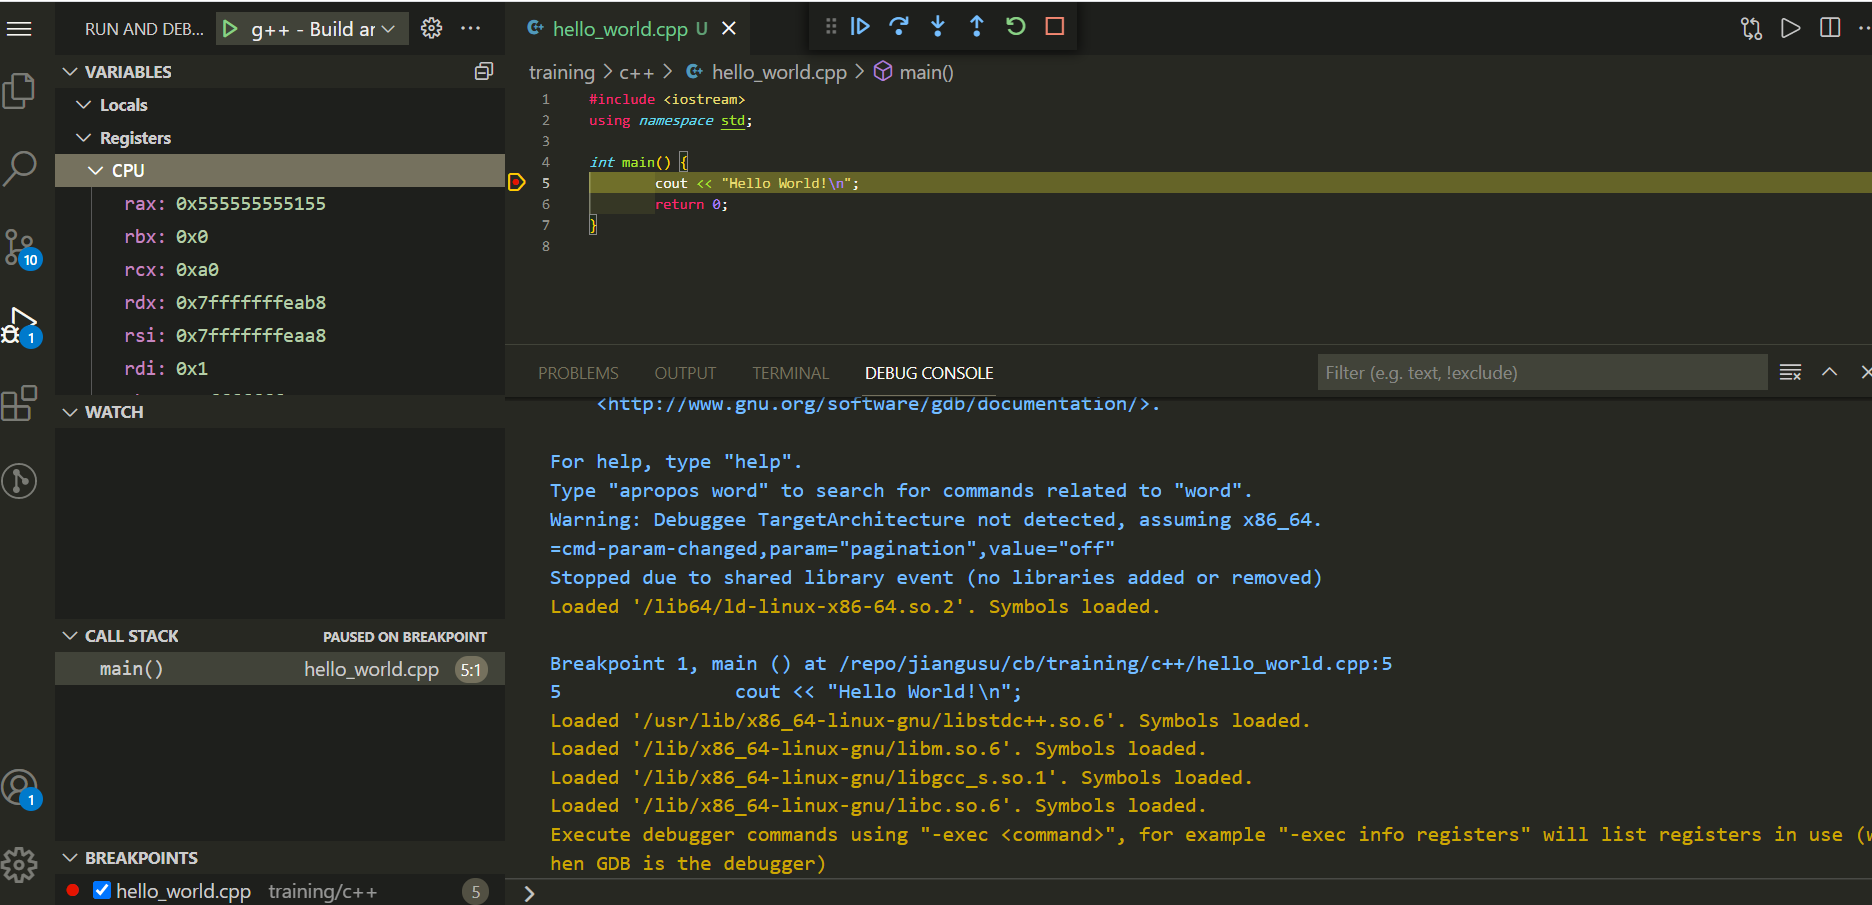 RUN AND DEB...
g++ - Build ar
VARIABLES
Locals
Registers
CPU
rax: 0x555555555155
rbx: 0x0
rcx: 0xa0
rdx: 0x7fffffffeab8
rsi: 0x7fffffffeaa8
rdi: 0x1
WATCH
CALL STACK
PAUSED ON BREAKPOINT
main()
hello_world.cpp
5:1
BREAKPOINTS
hello_world.cpp training/c++
5
10
1
1
hello_world.cpp U
training > c++ > hello_world.cpp > main()
1 #include <iostream>
2 using namespace std;
3
4 int main() {
5 cout << "Hello World!\n";
6 return 0;
7 }
8
PROBLEMS OUTPUT TERMINAL DEBUG CONSOLE
Filter (e.g. text, !exclude)
<http://www.gnu.org/software/gdb/documentation/>.
For help, type "help".
Type "apropos word" to search for commands related to "word".
Warning: Debuggee TargetArchitecture not detected, assuming x86_64.
=cmd-param-changed,param="pagination",value="off"
Stopped due to shared library event (no libraries added or removed)
Loaded '/lib64/ld-linux-x86-64.so.2'. Symbols loaded.
Breakpoint 1, main () at /repo/jiangusu/cb/training/c++/hello_world.cpp:5
5 cout << "Hello World!\n";
Loaded '/usr/lib/x86_64-linux-gnu/libstdc++.so.6'. Symbols loaded.
Loaded '/lib/x86_64-linux-gnu/libm.so.6'. Symbols loaded.
Loaded '/lib/x86_64-linux-gnu/libgcc_s.so.1'. Symbols loaded.
Loaded '/lib/x86_64-linux-gnu/libc.so.6'. Symbols loaded.
Execute debugger commands using "-exec <command>", for example "-exec info registers" will list registers in use (w
hen GDB is the debugger)